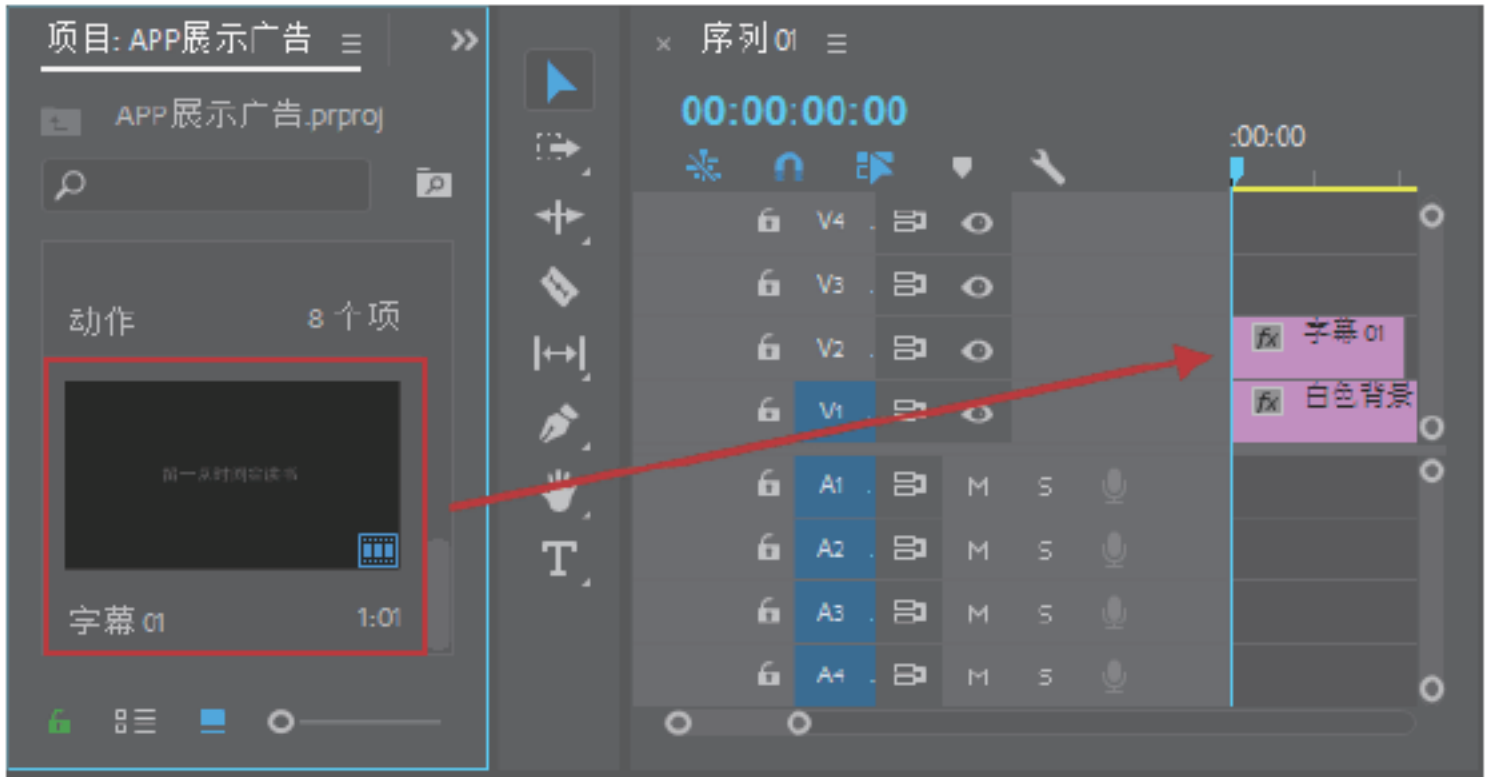 项目: APP展示广告
APP展示广告.prproj
动作
8 个项
字幕 01
1:01
T
× 序列 01
00:00:00:00
:00:00
V4
V3
V2
fx 字幕 01
V1
fx 白色背景
A1 M S
A2 M S
A3 M S
A4 M S